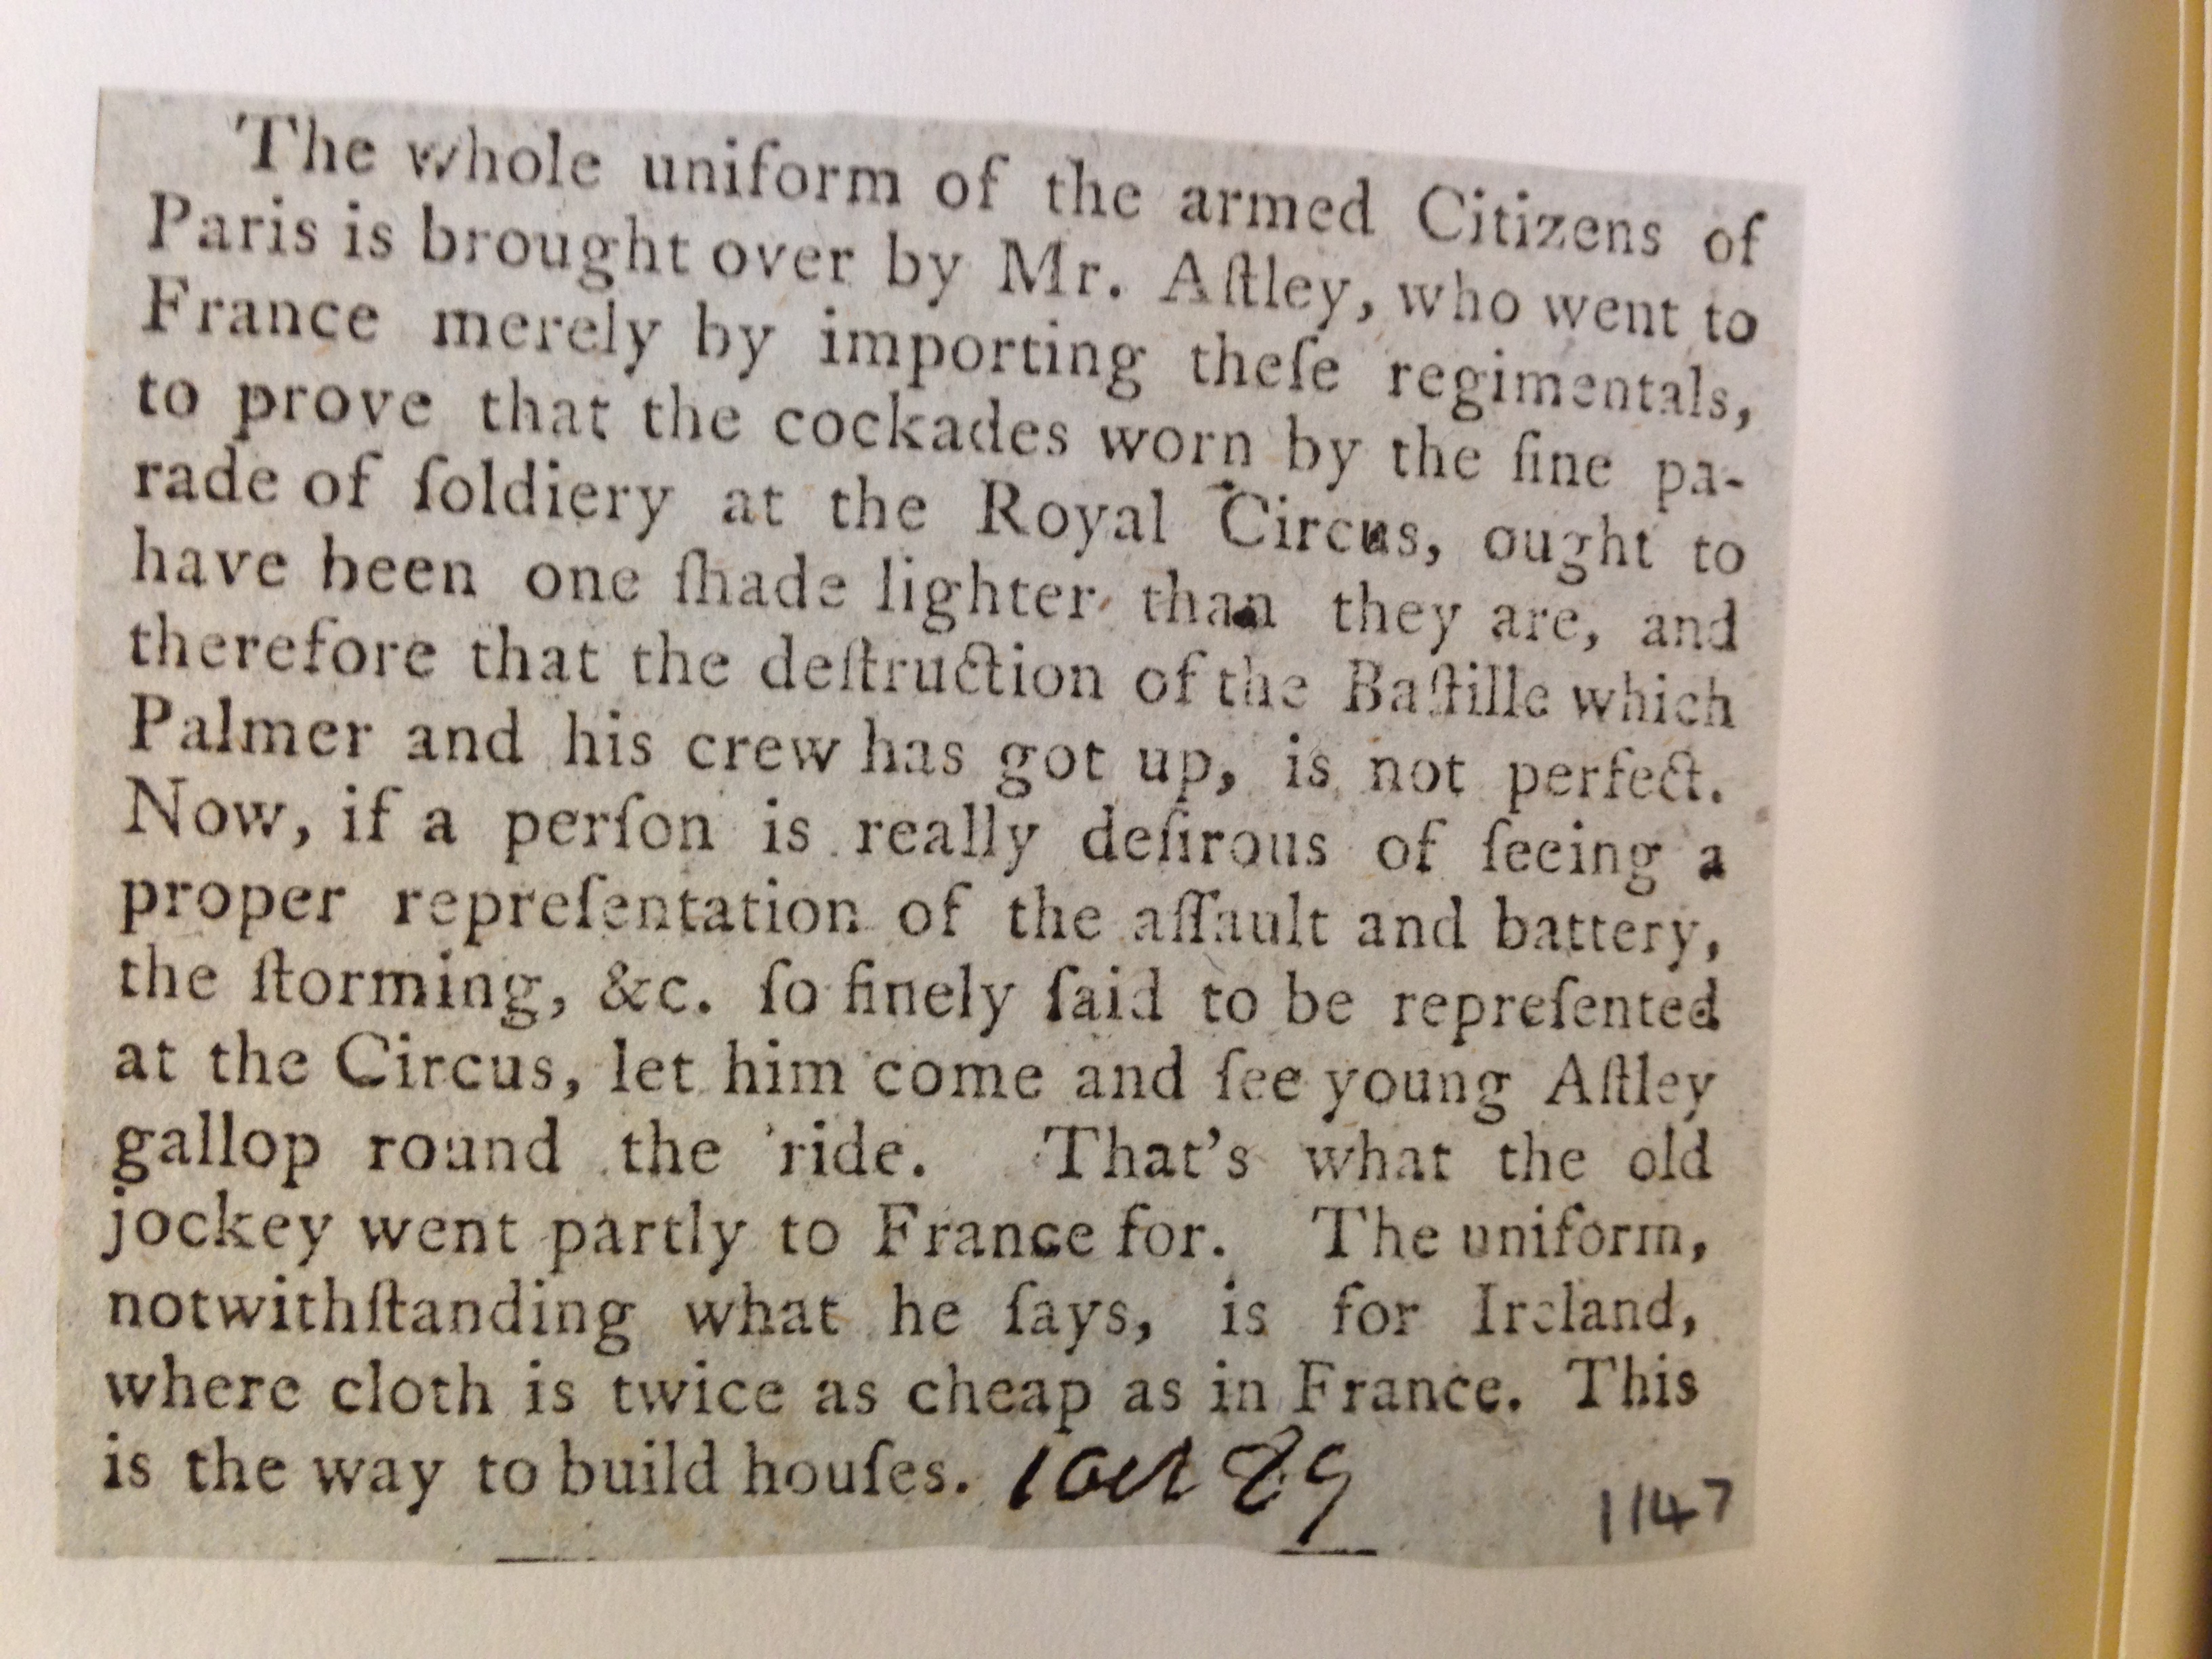 The whole uniform of the armed Citizens of
Paris is brought over by Mr. Aſtley, who went to
France merely by importing theſe regimentals,
to prove that the cockades worn by the fine pa-
rade of ſoldiery at the Royal Circus, ought to
have been one ſhade lighter than they are, and
therefore that the deſtruction of the Baſtille which
Palmer and his crew has got up, is not perfect.
Now, if a perſon is really deſirous of ſeeing a
proper repreſentation of the aſſault and battery,
the ſtorming, &c. ſo finely ſaid to be repreſented
at the Circus, let him come and ſee young Aſtley
gallop round the ride. That's what the old
jockey went partly to France for. The uniform,
notwithſtanding what he ſays, is for Ireland,
where cloth is twice as cheap as in France. This
is the way to build houſes. 1 Oct 89
1147